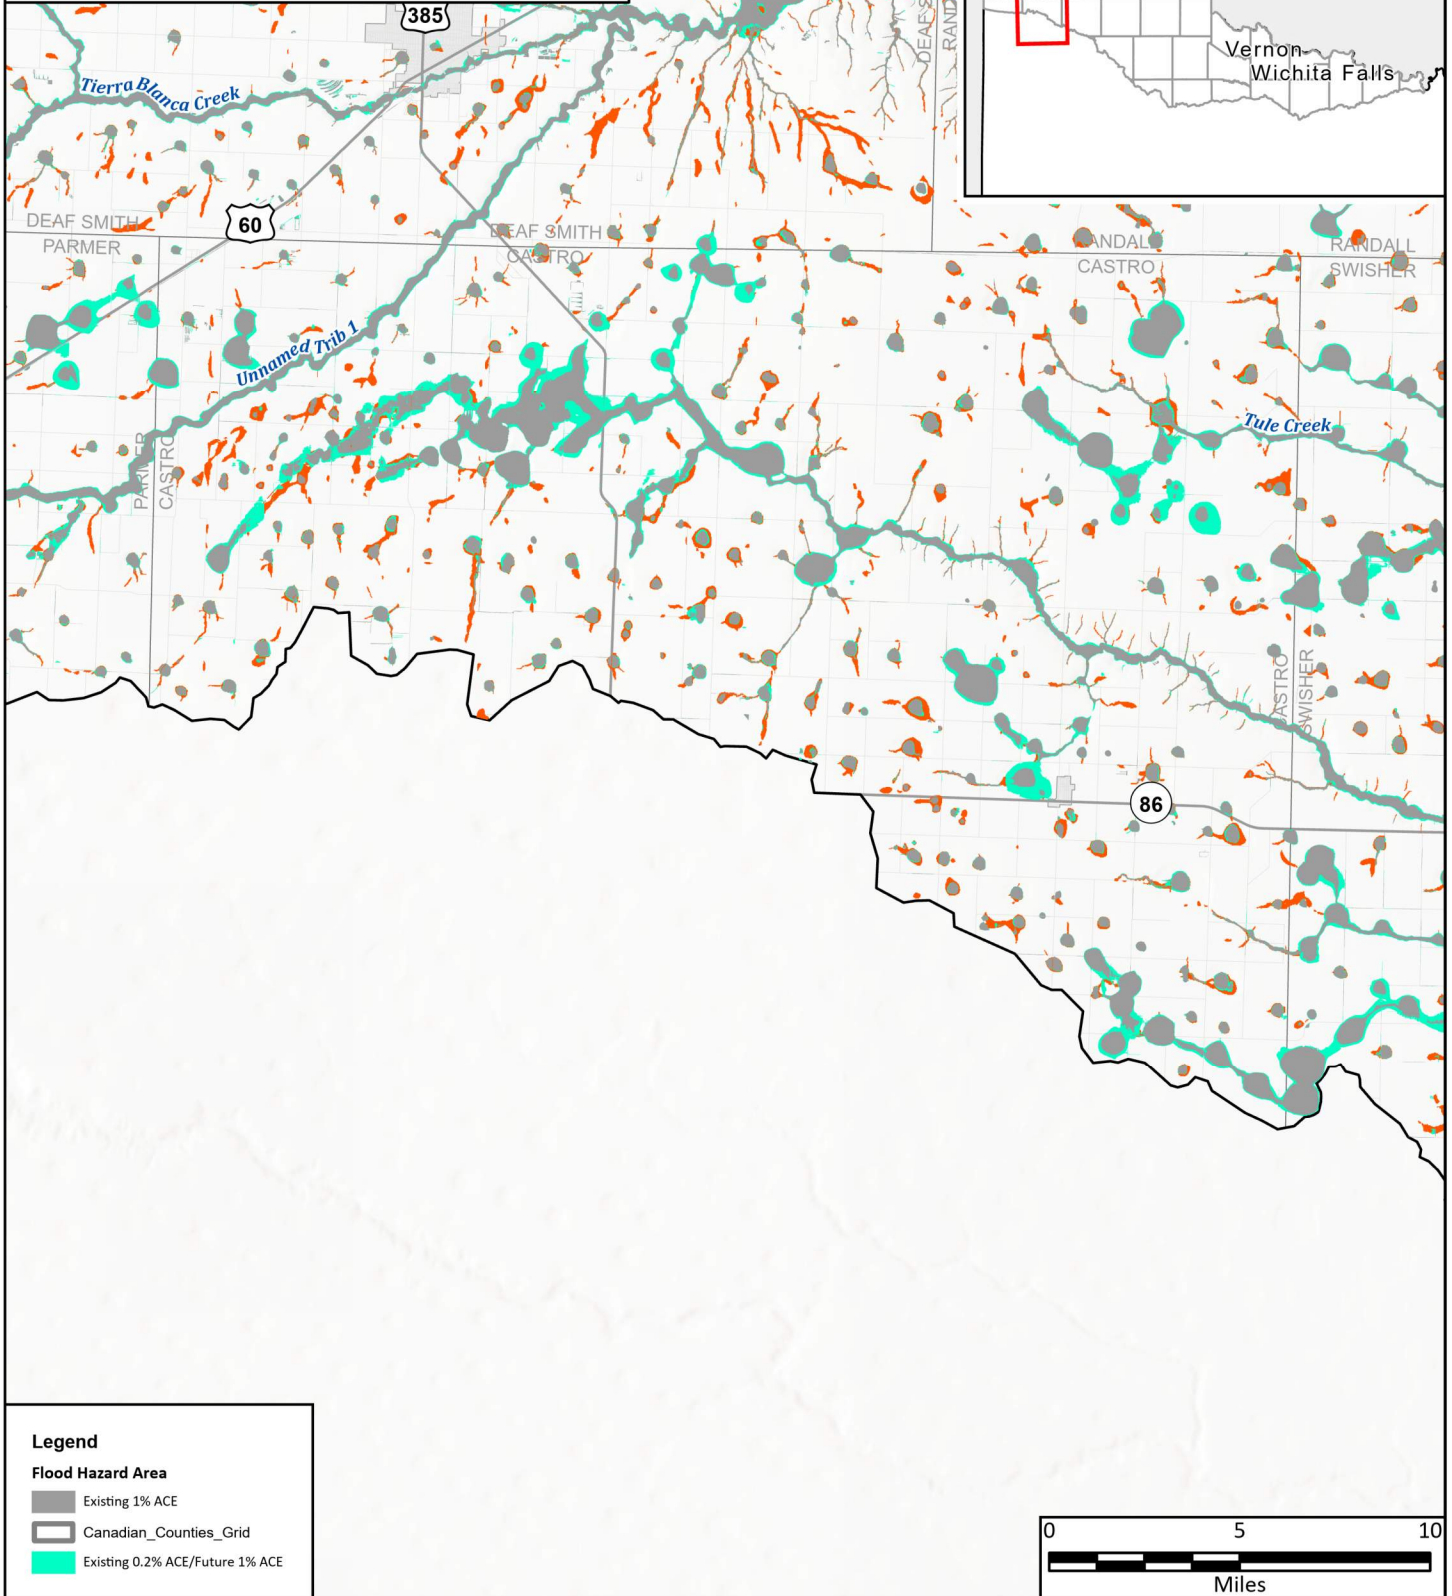 385
Vernon
Wichita Falls
Tierra Blanca Creek
60
DEAF SMITH
PARMER
DEAF SMITH
CASTRO
DEAF S
RAND
RANDALL
CASTRO
RANDALL
SWISHER
Unnamed Trib 1
Tule Creek
PARMER
CASTRO
CASTRO
SWISHER
86
Legend
Flood Hazard Area
Existing 1% ACE
Canadian_Counties_Grid
Existing 0.2% ACE/Future 1% ACE
0 5 10
Miles